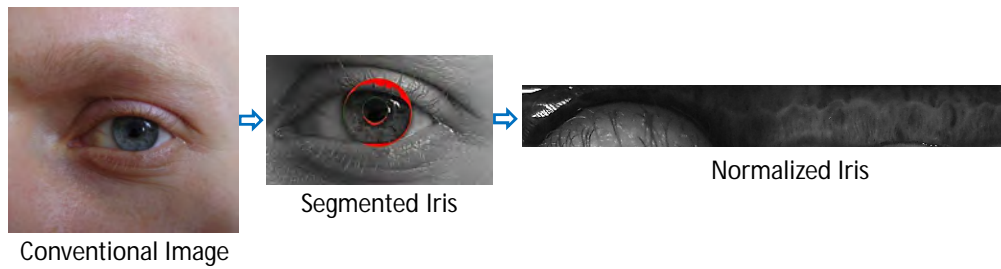 Conventional Image
Segmented Iris
Normalized Iris